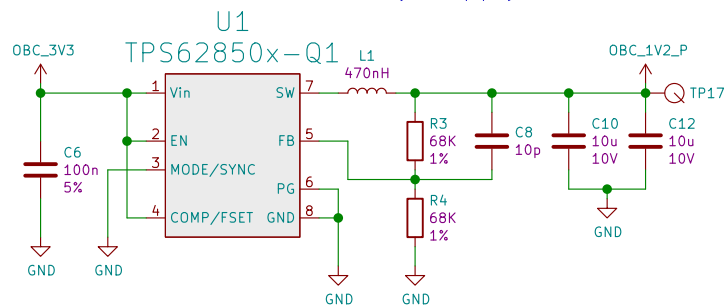 U1
TPS62850x-Q1
OBC_3V3
L1
470nH
OBC_1V2_P
1
Vin
SW
7
TP17
2
EN
FB
5
R3
68K
1%
C8
10p
C10
10u
10V
C12
10u
10V
C6
100n
5%
3
MODE/SYNC
PG
6
4
COMP/FSET
GND
8
R4
68K
1%
GND
GND
GND
GND
GND